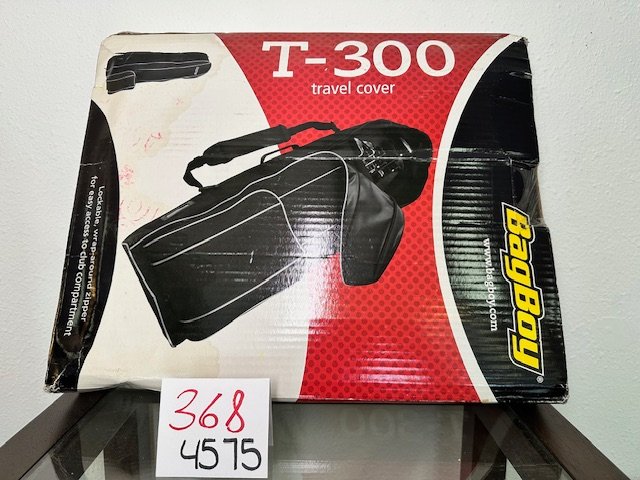 T-300
travel cover
Lockable, wrap-around zipper
for easy access to club compartment
BagBoy®
www.bagboy.com
368
4575